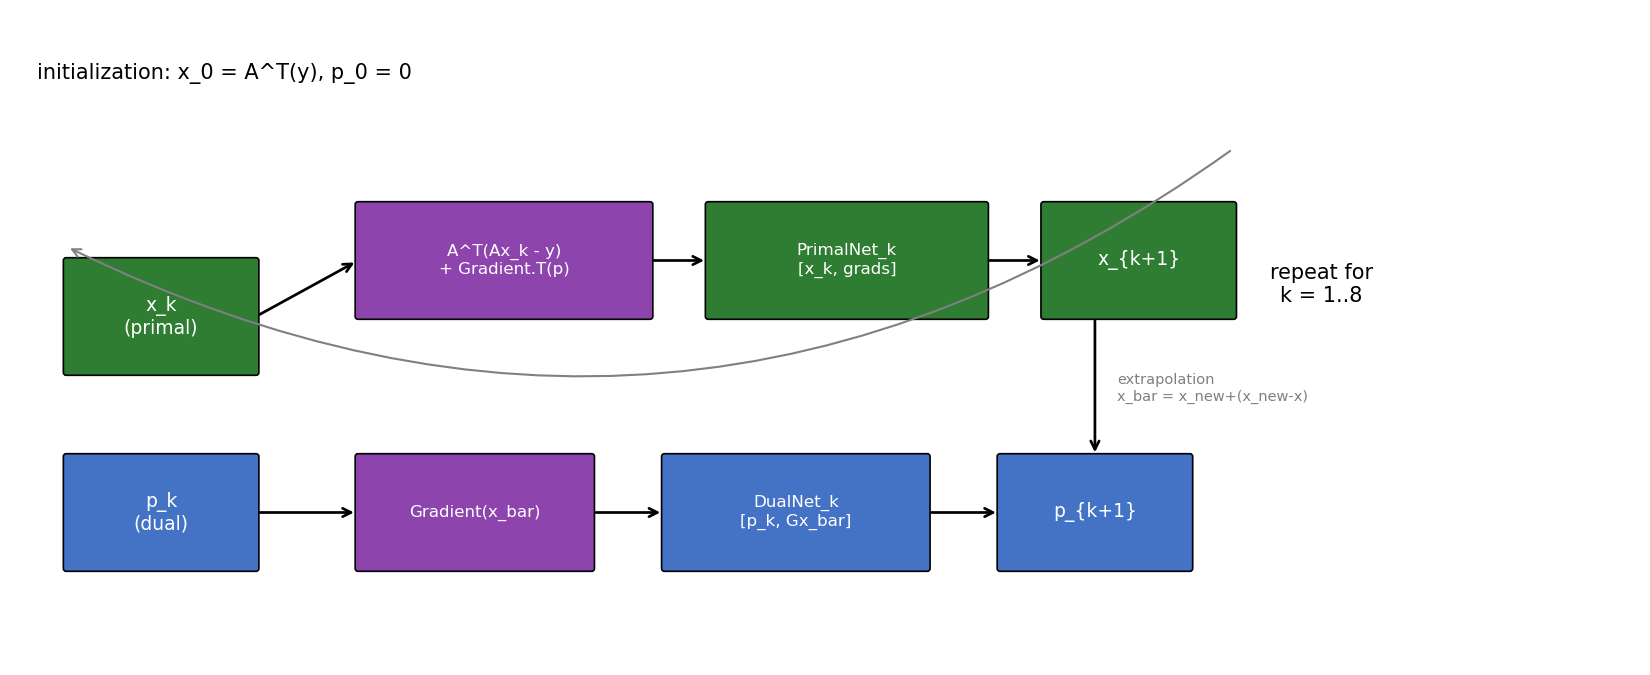 initialization: x_0 = A^T(y), p_0 = 0
x_k
(primal)
A^T(Ax_k - y)
+ Gradient.T(p)
PrimalNet_k
[x_k, grads]
x_{k+1}
repeat for
k = 1..8
extrapolation
x_bar = x_new+(x_new-x)
p_k
(dual)
Gradient(x_bar)
DualNet_k
[p_k, Gx_bar]
p_{k+1}